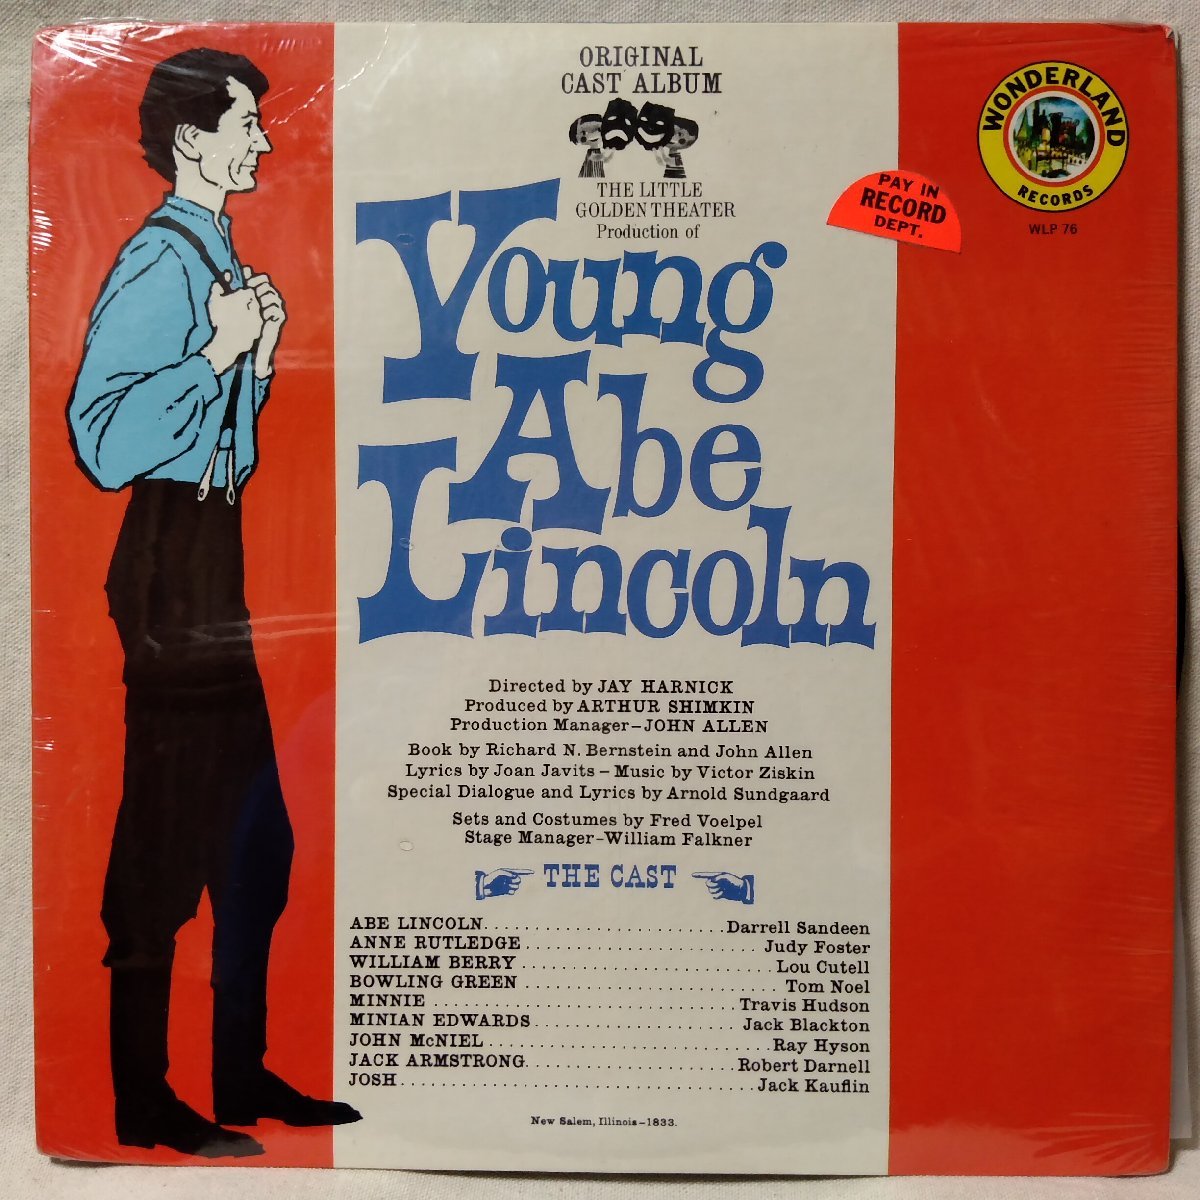 ORIGINAL
CAST ALBUM
THE LITTLE
GOLDEN THEATER
Production of
Young
Abe
Lincoln
WONDERLAND
RECORDS
WLP 76
PAY IN
RECORD
DEPT.
Directed by JAY HARNICK
Produced by ARTHUR SHIMKIN
Production Manager–JOHN ALLEN
Book by Richard N. Bernstein and John Allen
Lyrics by Joan Javits – Music by Victor Ziskin
Special Dialogue and Lyrics by Arnold Sundgaard
Sets and Costumes by Fred Voelpel
Stage Manager–William Falkner
THE CAST
ABE LINCOLN........................Darrell Sandeen
ANNE RUTLEDGE........................Judy Foster
WILLIAM BERRY........................Lou Cutell
BOWLING GREEN........................Tom Noel
MINNIE..............................Travis Hudson
MINIAN EDWARDS....................Jack Blackton
JOHN McNIEL...........................Ray Hyson
JACK ARMSTRONG.....................Robert Darnell
JOSH...................................Jack Kauflin
New Salem, Illinois–1833.